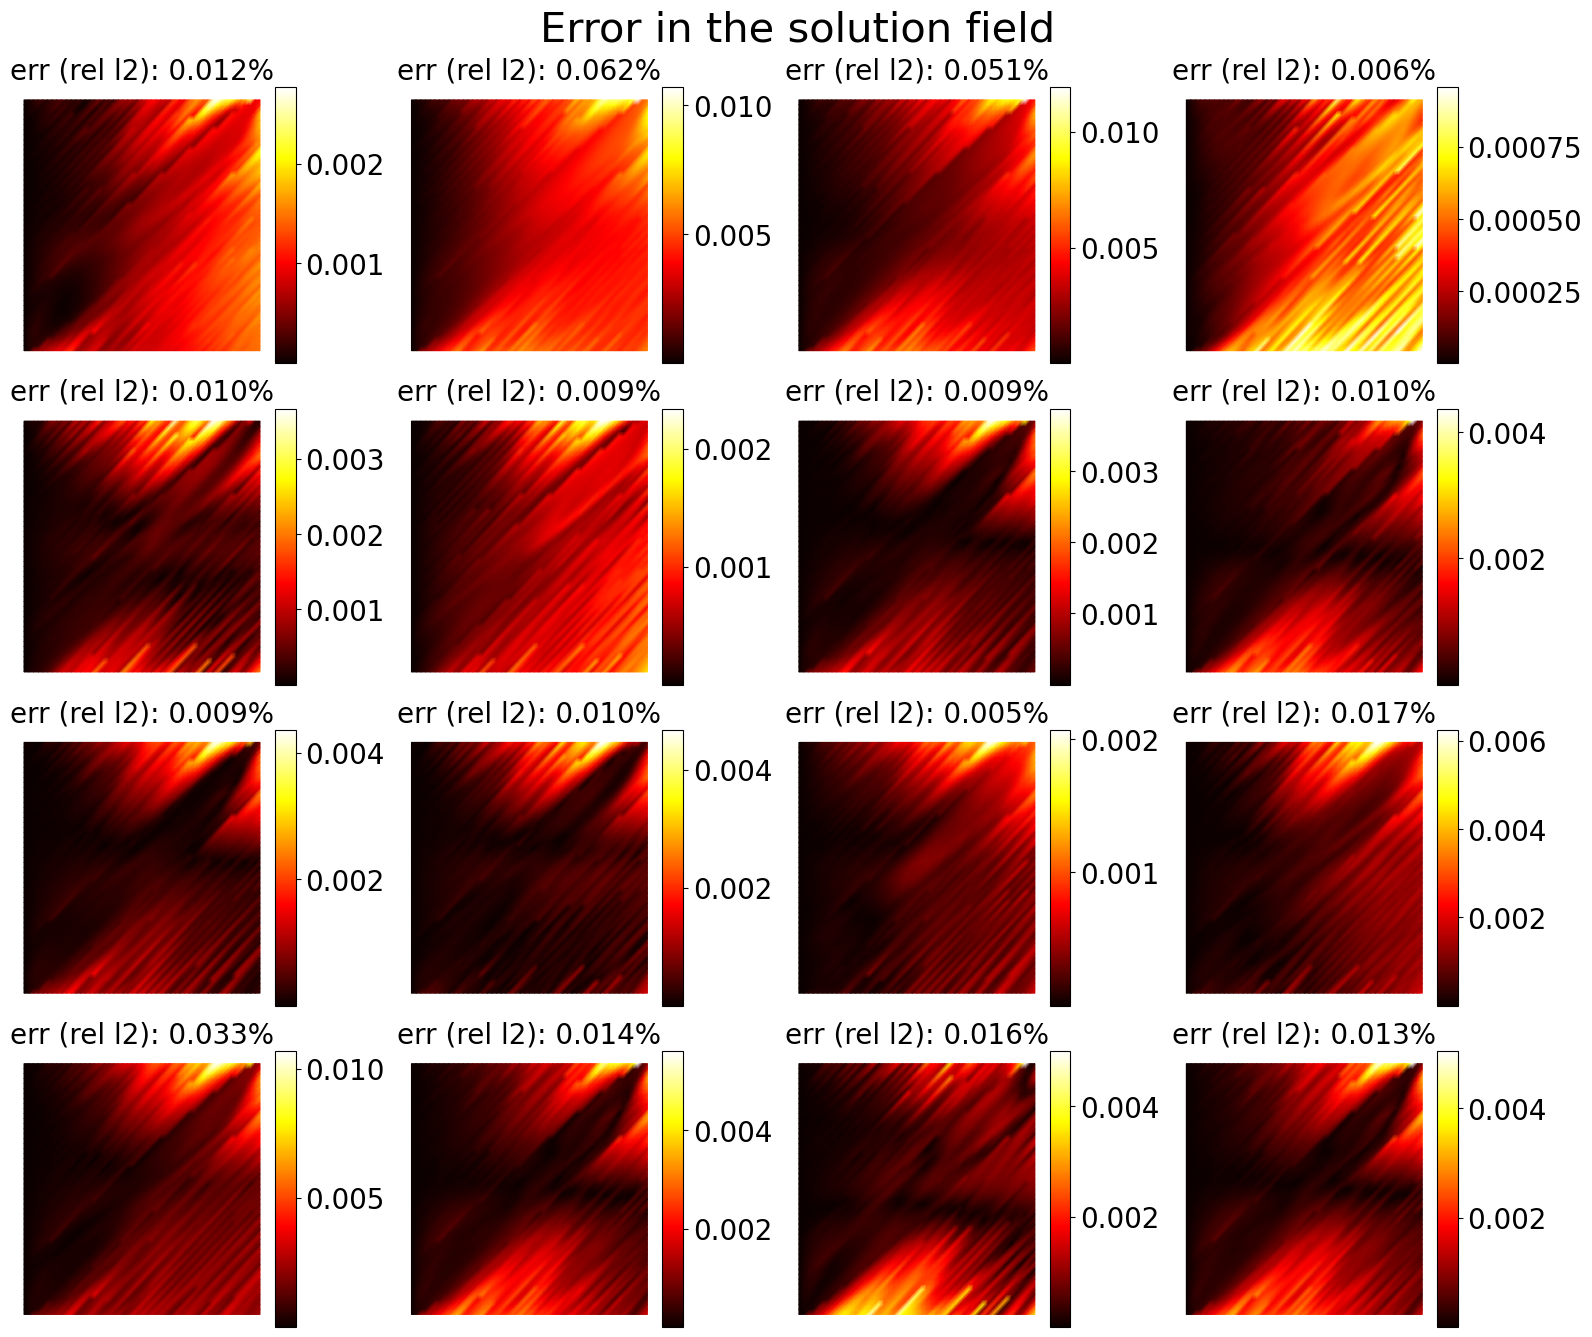 Error in the solution field
err (rel l2): 0.012%
0.002
0.001
err (rel l2): 0.062%
0.010
0.005
err (rel l2): 0.051%
0.010
0.005
err (rel l2): 0.006%
0.00075
0.00050
0.00025
err (rel l2): 0.010%
0.003
0.002
0.001
err (rel l2): 0.009%
0.002
0.001
err (rel l2): 0.009%
0.003
0.002
0.001
err (rel l2): 0.010%
0.004
0.002
err (rel l2): 0.009%
0.004
0.002
err (rel l2): 0.010%
0.004
0.002
err (rel l2): 0.005%
0.002
0.001
err (rel l2): 0.017%
0.006
0.004
0.002
err (rel l2): 0.033%
0.010
0.005
err (rel l2): 0.014%
0.004
0.002
err (rel l2): 0.016%
0.004
0.002
err (rel l2): 0.013%
0.004
0.002